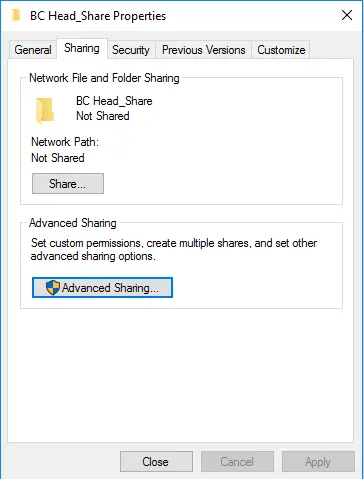 BC Head_Share Properties
General Sharing Security Previous Versions Customize
Network File and Folder Sharing
BC Head_Share
Not Shared
Network Path:
Not Shared
Share...
Advanced Sharing
Set custom permissions, create multiple shares, and set other
advanced sharing options.
Advanced Sharing...
Close Cancel Apply